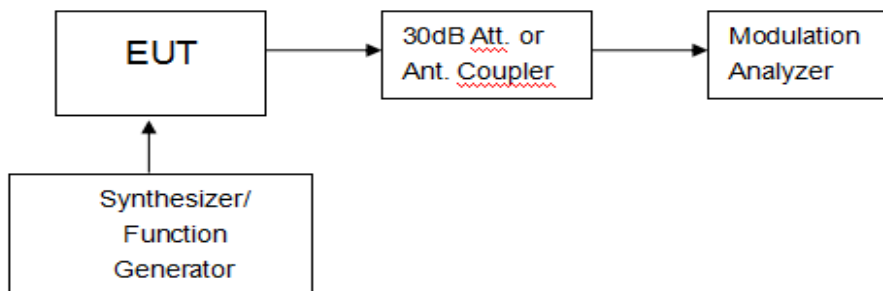 EUT
30dB Att. or
Ant. Coupler
Modulation
Analyzer
Synthesizer/
Function
Generator